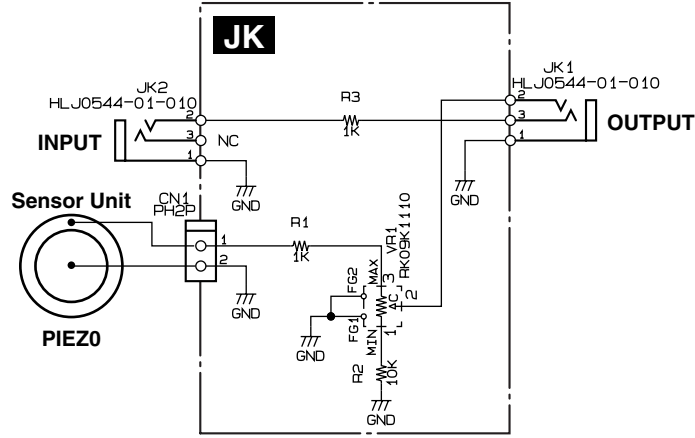 JK
JK2
HLJ0544-01-010
JK1
HLJ0544-01-010
R3
1K
2
3
1
NC
2
3
1
INPUT
OUTPUT
GND
GND
Sensor Unit
CN1
PH2P
1
2
R1
1K
GND
VR1
RK09K1110
MAX
3
FG2
C
2
FG1
MIN
1
GND
R2
10K
GND
PIEZO